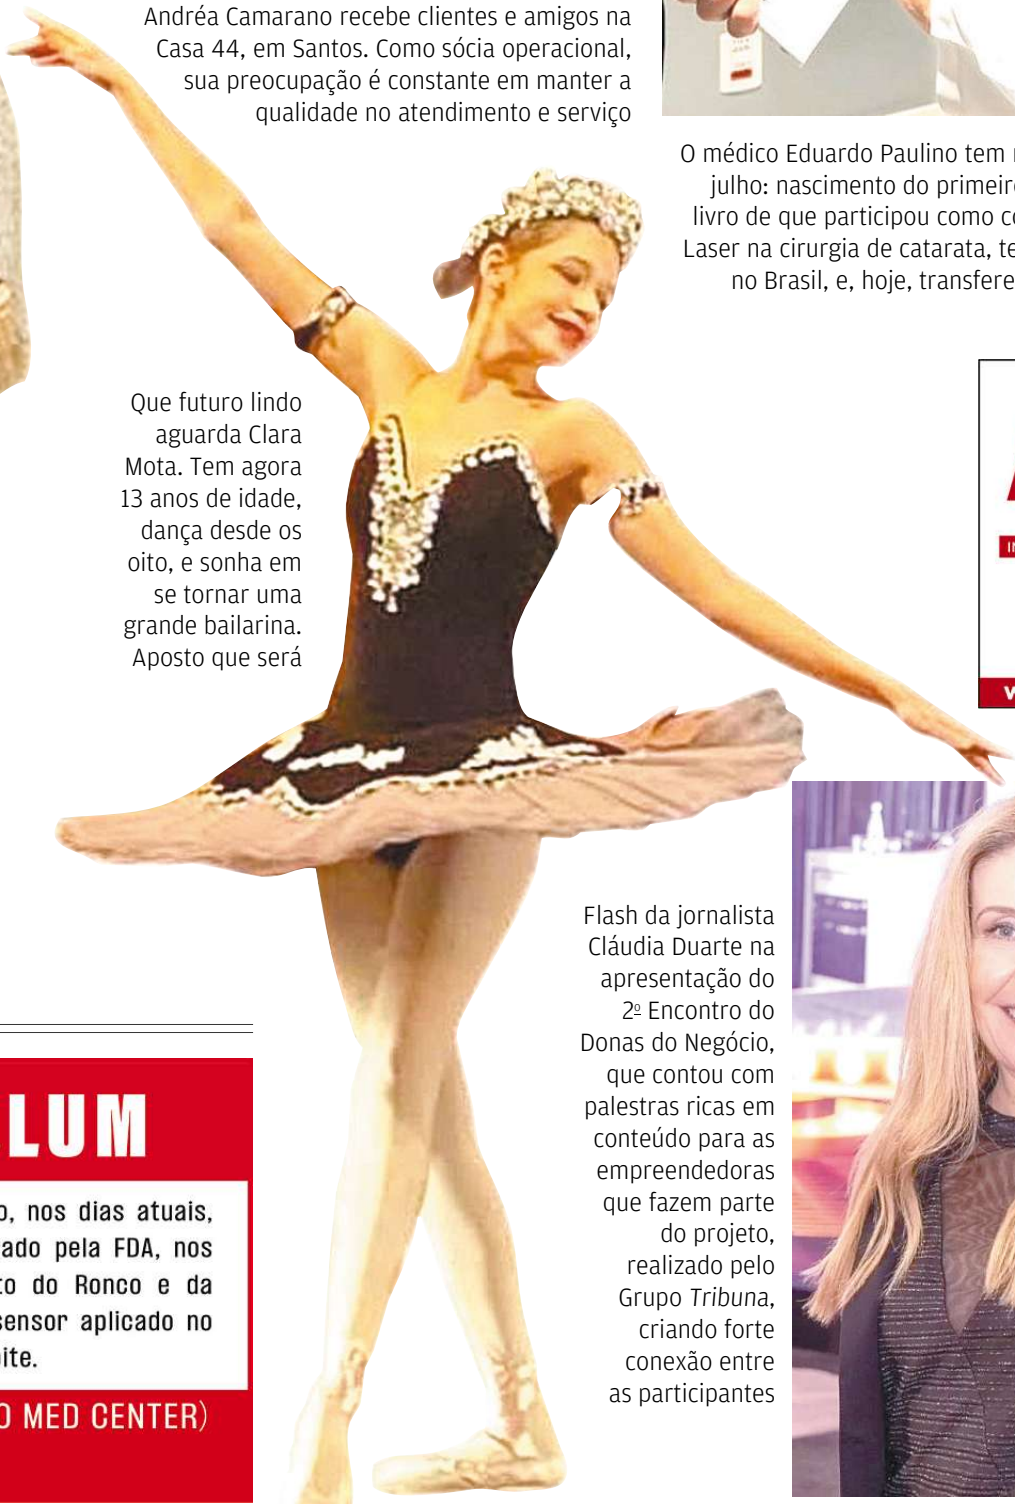 Andréa Camarano recebe clientes e amigos na
Casa 44, em Santos. Como sócia operacional,
sua preocupação é constante em manter a
qualidade no atendimento e serviço
O médico Eduardo Paulino tem
julho: nascimento do primeiro
livro de que participou como
Laser na cirurgia de catarata,
no Brasil, e, hoje, transfere
Que futuro lindo
aguarda Clara
Mota. Tem agora
13 anos de idade,
dança desde os
oito, e sonha em
se tornar uma
grande bailarina.
Aposto que será
Flash da jornalista
Cláudia Duarte na
apresentação do
2º Encontro do
Donas do Negócio,
que contou com
palestras ricas em
conteúdo para as
empreendedoras
que fazem parte
do projeto,
realizado pelo
Grupo Tribuna,
criando forte
conexão entre
as participantes
LUM
o, nos dias atuais,
ado pela FDA, nos
to do Ronco e da
sensor aplicado no
ite.
O MED CENTER)